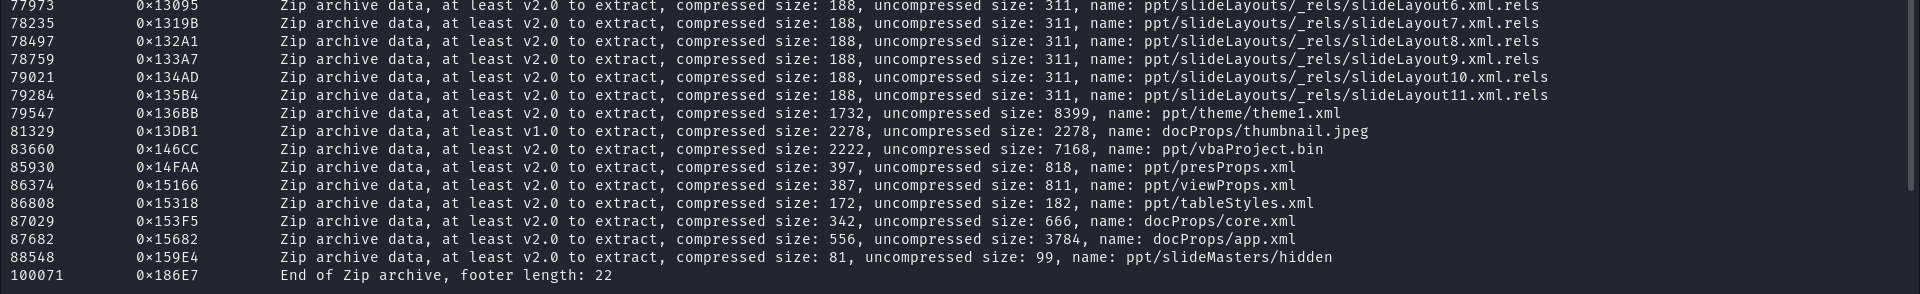 77973 0×13095 Zip archive data, at least v2.0 to extract, compressed size: 188, uncompressed size: 311, name: ppt/slideLayouts/_rels/slideLayout6.xml.rels
78235 0×1319B Zip archive data, at least v2.0 to extract, compressed size: 188, uncompressed size: 311, name: ppt/slideLayouts/_rels/slideLayout7.xml.rels
78497 0×132A1 Zip archive data, at least v2.0 to extract, compressed size: 188, uncompressed size: 311, name: ppt/slideLayouts/_rels/slideLayout8.xml.rels
78759 0×133A7 Zip archive data, at least v2.0 to extract, compressed size: 188, uncompressed size: 311, name: ppt/slideLayouts/_rels/slideLayout9.xml.rels
79021 0×134AD Zip archive data, at least v2.0 to extract, compressed size: 188, uncompressed size: 311, name: ppt/slideLayouts/_rels/slideLayout10.xml.rels
79284 0×135B4 Zip archive data, at least v2.0 to extract, compressed size: 188, uncompressed size: 311, name: ppt/slideLayouts/_rels/slideLayout11.xml.rels
79547 0×136BB Zip archive data, at least v2.0 to extract, compressed size: 1732, uncompressed size: 8399, name: ppt/theme/theme1.xml
81329 0×13DB1 Zip archive data, at least v1.0 to extract, compressed size: 2278, uncompressed size: 2278, name: docProps/thumbnail.jpeg
83660 0×146CC Zip archive data, at least v2.0 to extract, compressed size: 2222, uncompressed size: 7168, name: ppt/vbaProject.bin
85930 0×14FAA Zip archive data, at least v2.0 to extract, compressed size: 397, uncompressed size: 818, name: ppt/presProps.xml
86374 0×15166 Zip archive data, at least v2.0 to extract, compressed size: 387, uncompressed size: 811, name: ppt/viewProps.xml
86808 0×15318 Zip archive data, at least v2.0 to extract, compressed size: 172, uncompressed size: 182, name: ppt/tableStyles.xml
87029 0×153F5 Zip archive data, at least v2.0 to extract, compressed size: 342, uncompressed size: 666, name: docProps/core.xml
87682 0×15682 Zip archive data, at least v2.0 to extract, compressed size: 556, uncompressed size: 3784, name: docProps/app.xml
88548 0×159E4 Zip archive data, at least v2.0 to extract, compressed size: 81, uncompressed size: 99, name: ppt/slideMasters/hidden
100071 0×186E7 End of Zip archive, footer length: 22